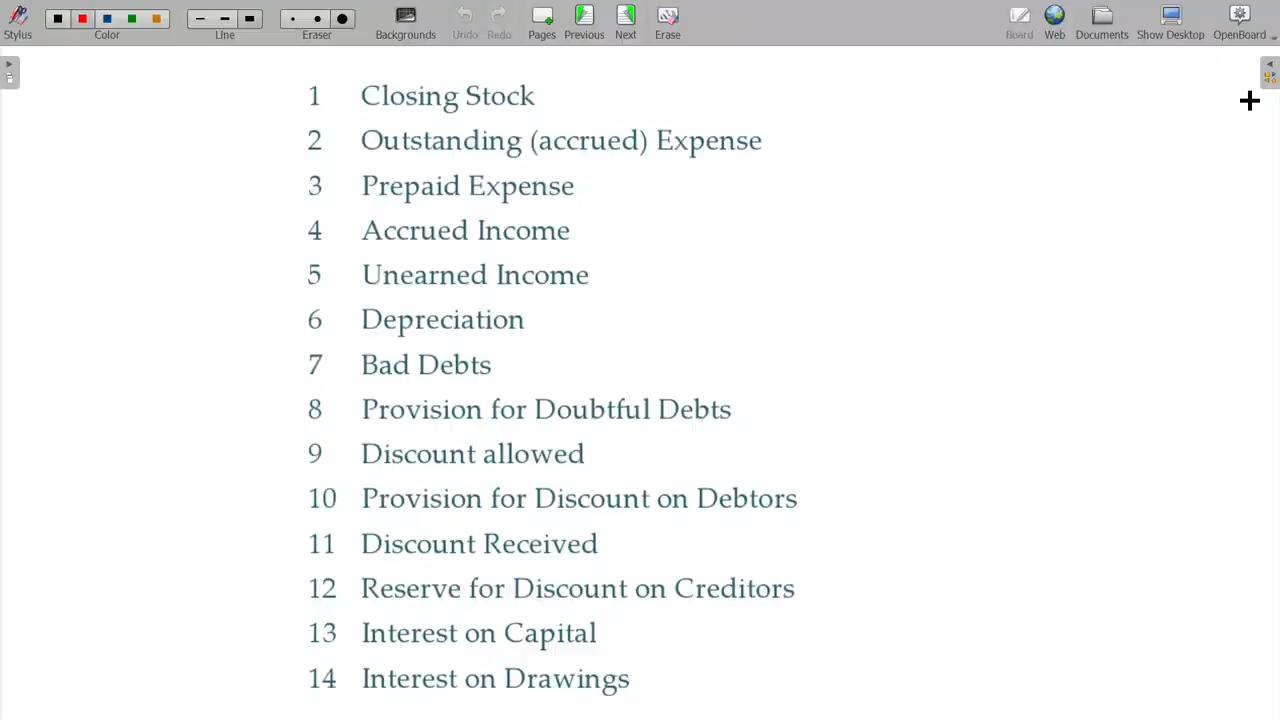 Stylus Color Line Eraser Backgrounds Undo Redo Pages Previous Next Erase Board Web Documents Show Desktop OpenBoard
1 Closing Stock
2 Outstanding (accrued) Expense
3 Prepaid Expense
4 Accrued Income
5 Unearned Income
6 Depreciation
7 Bad Debts
8 Provision for Doubtful Debts
9 Discount allowed
10 Provision for Discount on Debtors
11 Discount Received
12 Reserve for Discount on Creditors
13 Interest on Capital
14 Interest on Drawings